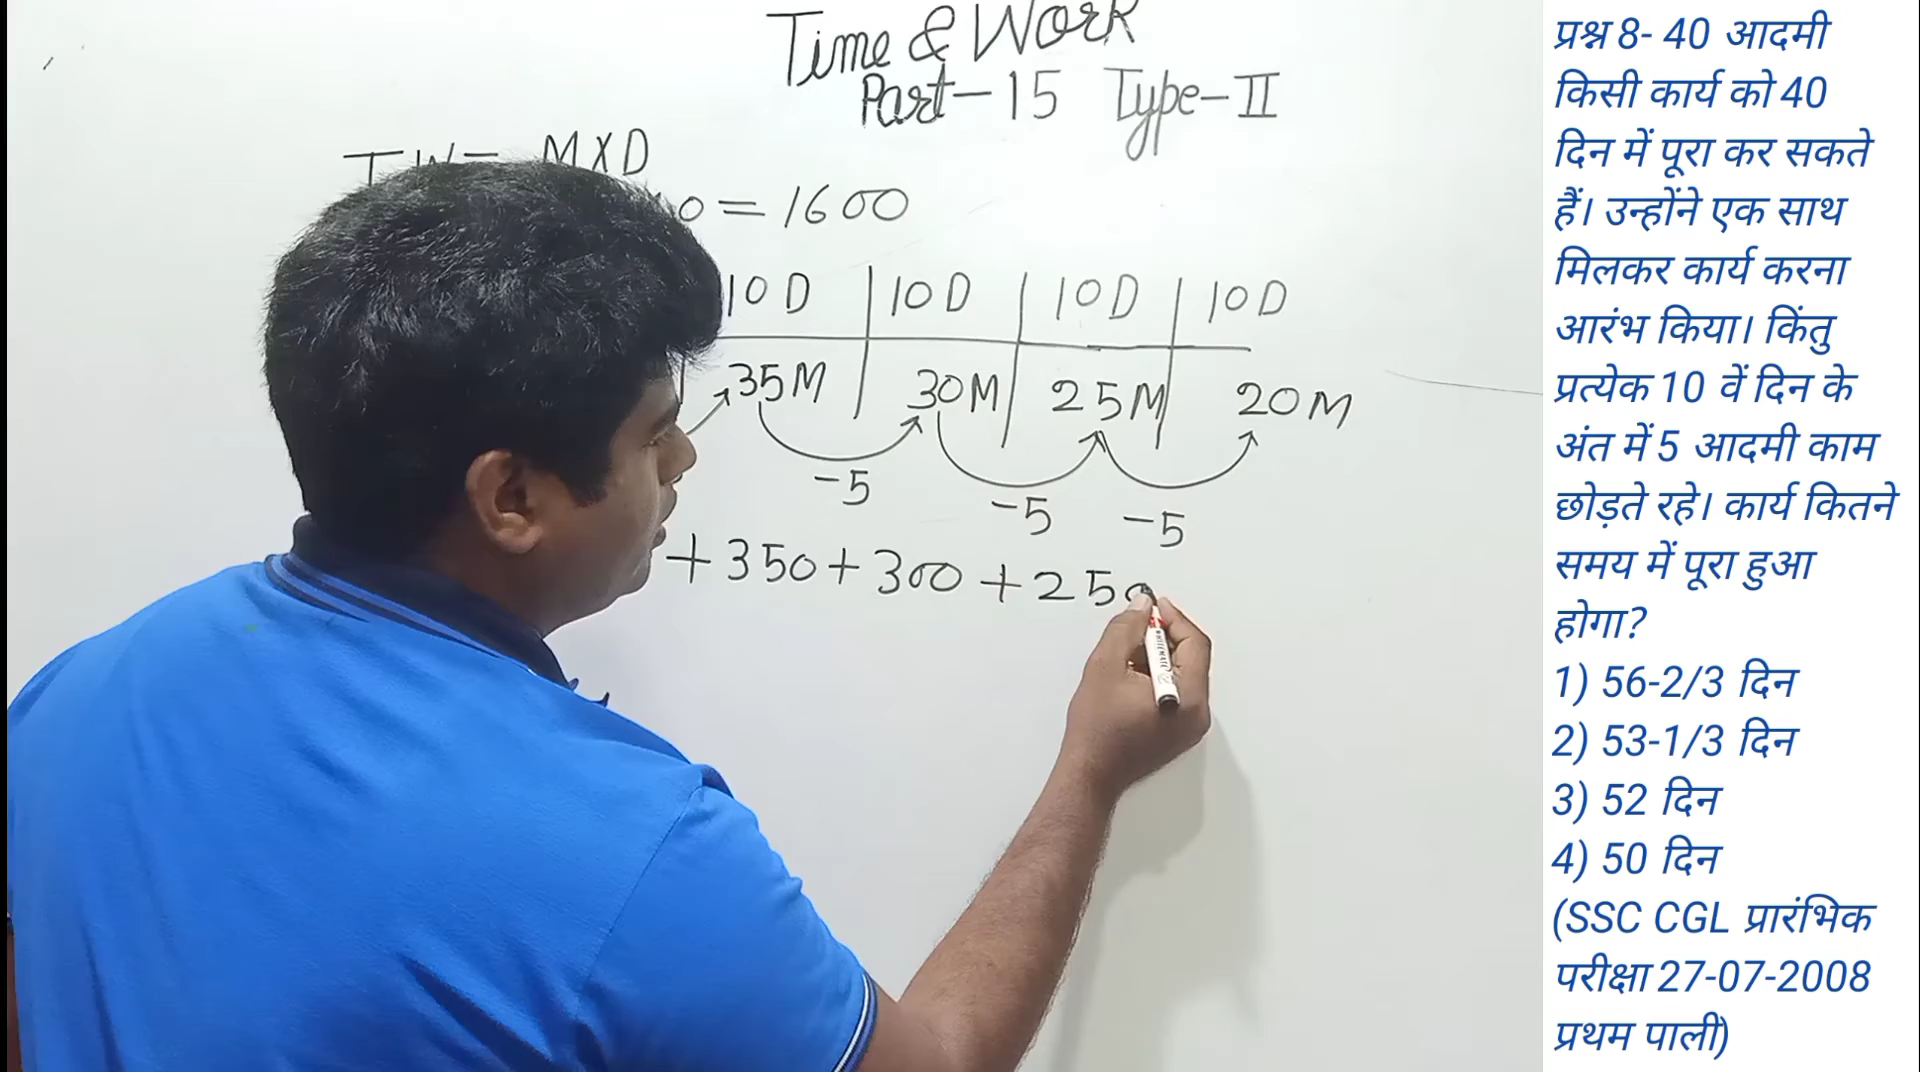 Time & Work
Part-15 Type-II
TW= MXD
0=1600
10D 10D 10D 10D
35M 30M 25M 20M
-5 -5 -5
+350+300+250
प्रश्न 8- 40 आदमी
किसी कार्य को 40
दिन में पूरा कर सकते
हैं। उन्होंने एक साथ
मिलकर कार्य करना
आरंभ किया। किंतु
प्रत्येक 10 वें दिन के
अंत में 5 आदमी काम
छोड़ते रहे। कार्य कितने
समय में पूरा हुआ
होगा?
1) 56-2/3 दिन
2) 53-1/3 दिन
3) 52 दिन
4) 50 दिन
(SSC CGL प्रारंभिक
परीक्षा 27-07-2008
प्रथम पाली)